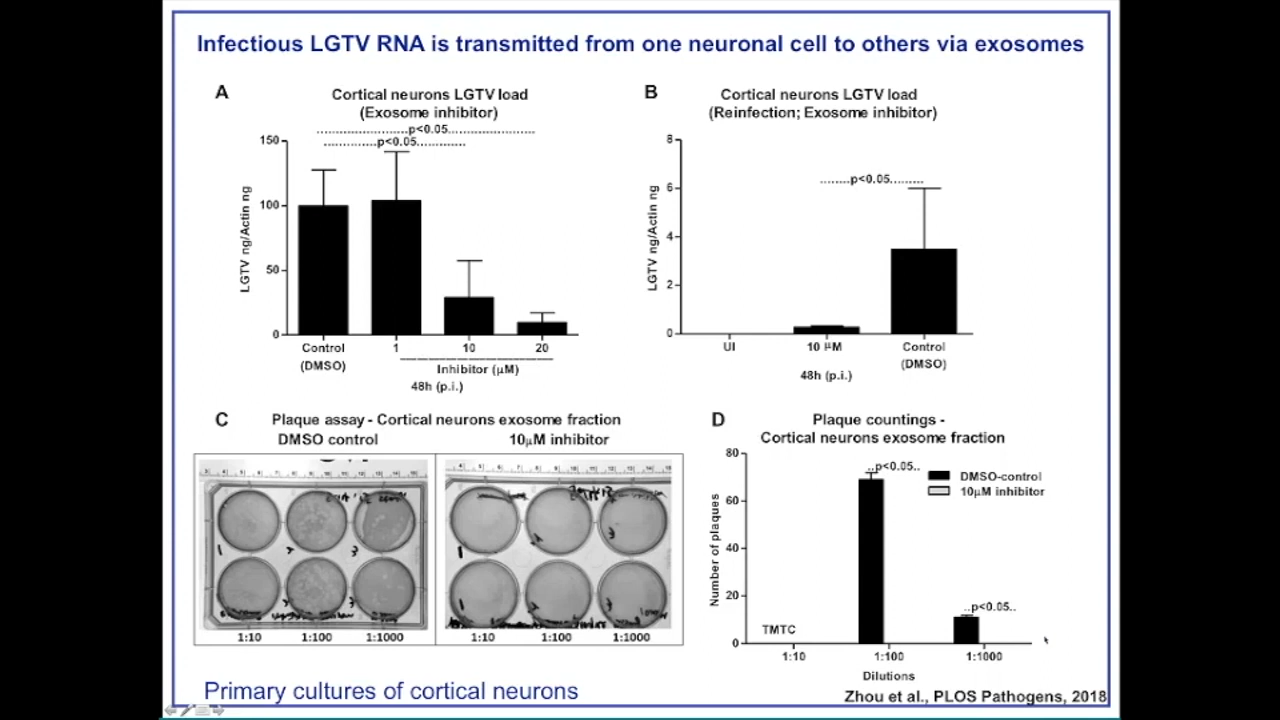 Infectious LGTV RNA is transmitted from one neuronal cell to others via exosomes
A
Cortical neurons LGTV load
(Exosome inhibitor)
p<0.05
p<0.05
150
100
50
0
LGTV ng/Actin ng
Control
(DMSO)
1
10
20
Inhibitor (μM)
48h (p.i.)
B
Cortical neurons LGTV load
(Reinfection; Exosome inhibitor)
p<0.05
8
6
4
2
0
LGTV ng/Actin ng
UI
10 μM
Control
(DMSO)
48h (p.i.)
C
Plaque assay - Cortical neurons exosome fraction
DMSO control
10μM inhibitor
1
2
3
1:10
1:100
1:1000
1:10
1:100
1:1000
D
Plaque countings -
Cortical neurons exosome fraction
80
60
40
20
0
Number of plaques
..p<0.05..
DMSO-control
10μM inhibitor
..p<0.05..
TMTC
1:10
1:100
1:1000
Dilutions
Primary cultures of cortical neurons
Zhou et al., PLOS Pathogens, 2018